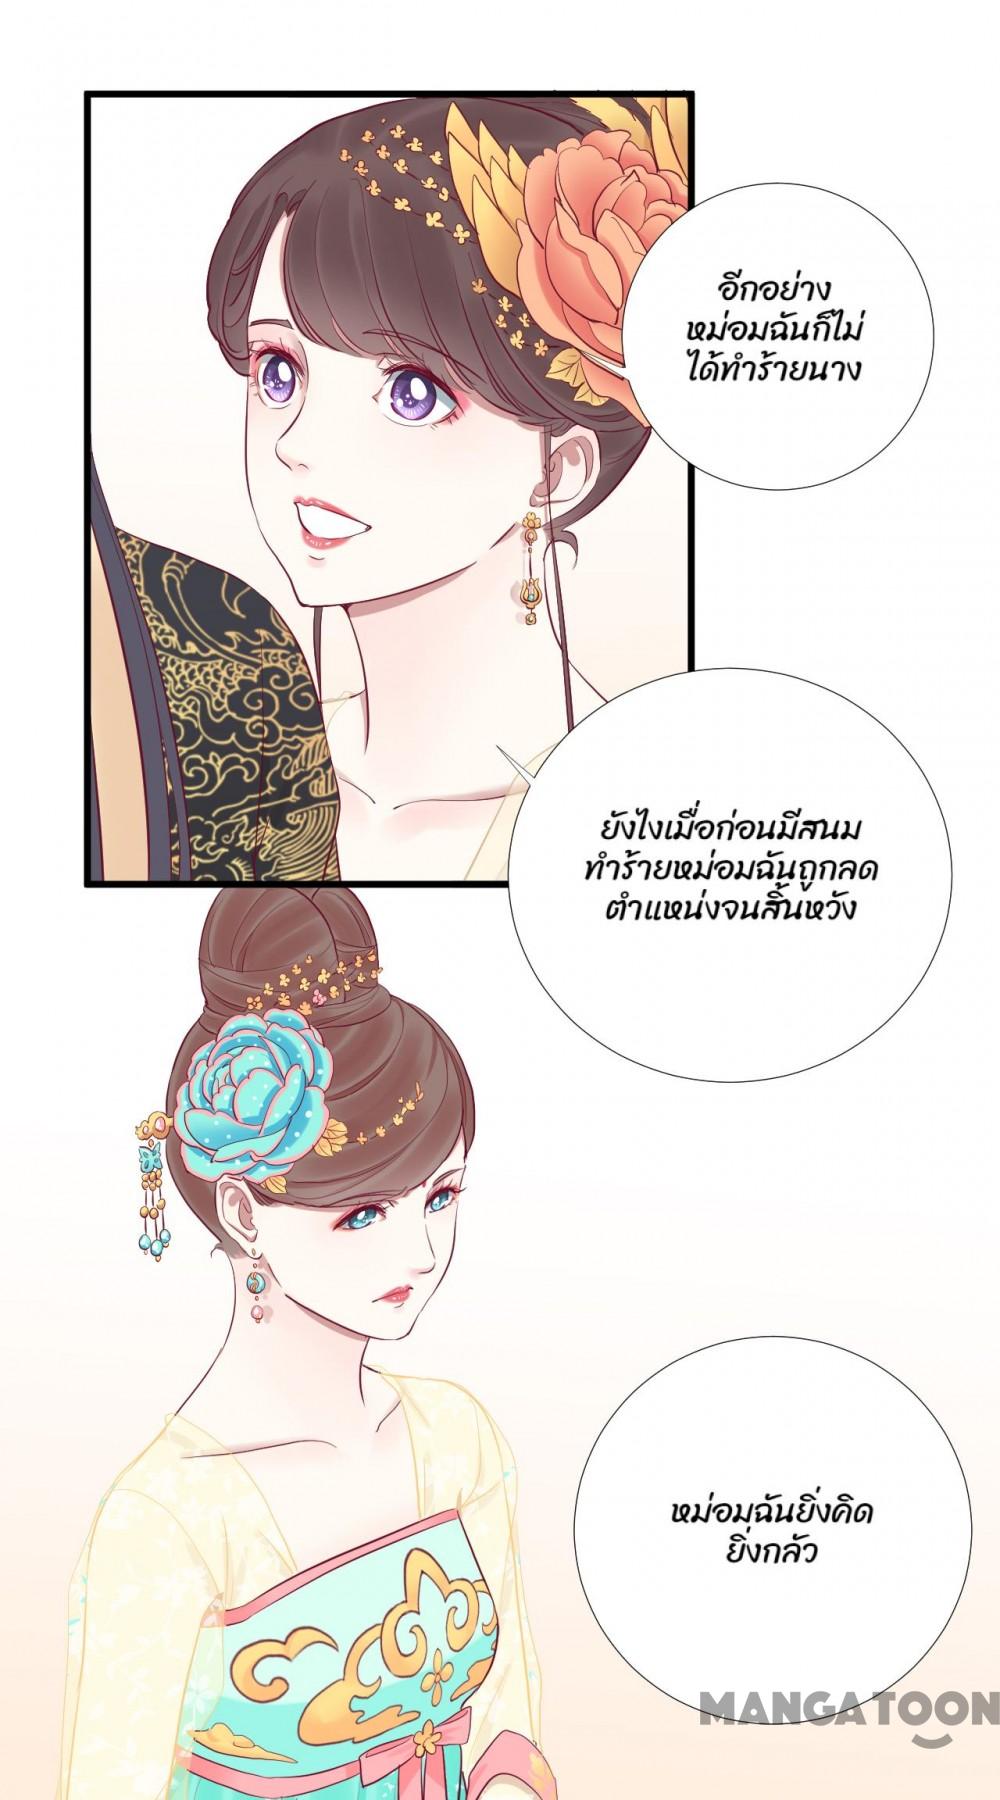 อีกอย่าง
หม่อมฉันก็ไม่
ได้ทำร้ายนาง
ยังไงเมื่อก่อนมีสนม
ทำร้ายหม่อมฉันถูกลด
ตำแหน่งจนสิ้นหวัง
หม่อมฉันยิ่งคิด
ยิ่งกลัว
MANGATOON